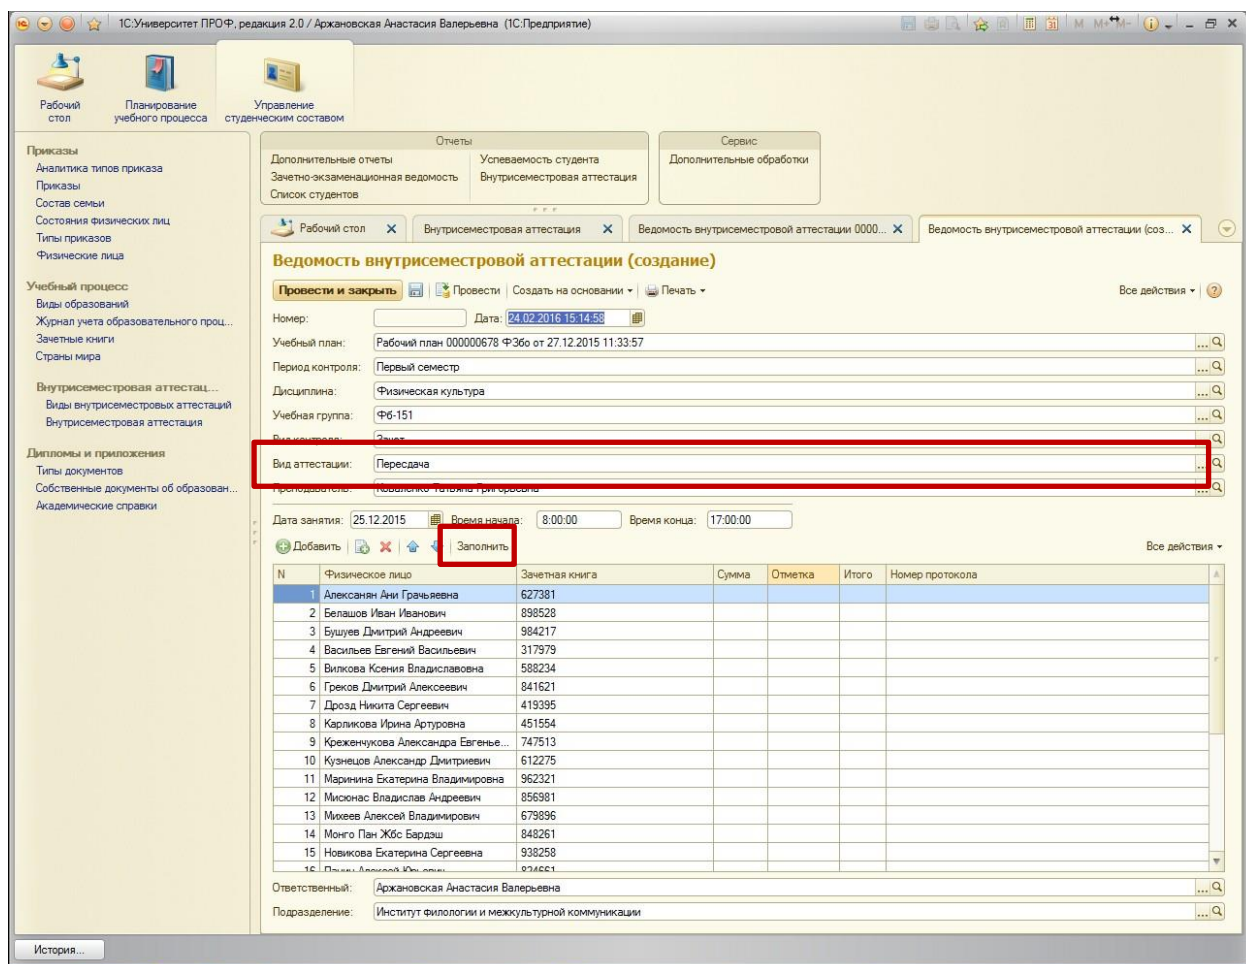 1С:Университет ПРОФ, редакция 2.0 / Аржановская Анастасия Валерьевна (1С:Предприятие)
M M+ M-
Рабочий стол
Планирование учебного процесса
Управление студенческим составом
Приказы
Аналитика типов приказа
Приказы
Состав семьи
Состояния физических лиц
Типы приказов
Физические лица
Учебный процесс
Виды образований
Журнал учета образовательного проц...
Зачетные книги
Страны мира
Внутрисеместровая аттестац...
Виды внутрисеместровых аттестаций
Внутрисеместровая аттестация
Дипломы и приложения
Типы документов
Собственные документы об образован...
Академические справки
Отчеты
Дополнительные отчеты
Успеваемость студента
Зачетно-экзаменационная ведомость
Внутрисеместровая аттестация
Список студентов
Сервис
Дополнительные обработки
Рабочий стол
Внутрисеместровая аттестация
Ведомость внутрисеместровой аттестации 0000...
Ведомость внутрисеместровой аттестации (соз...
Ведомость внутрисеместровой аттестации (создание)
Провести и закрыть Провести Создать на основании Печать Все действия
Номер: Дата: 24.02.2016 15:14:58
Учебный план: Рабочий план 000000678 ФЗбо от 27.12.2015 11:33:57
Период контроля: Первый семестр
Дисциплина: Физическая культура
Учебная группа: Фб-151
Вид контроля: Зачет
Вид аттестации: Пересдача
Преподаватель: Коваленко Татьяна Григорьевна
Дата занятия: 25.12.2015 Время начала: 8:00:00 Время конца: 17:00:00
Добавить Заполнить Все действия
N Физическое лицо Зачетная книга Сумма Отметка Итого Номер протокола
1 Алексанян Ани Грачьяевна 627381
2 Белашов Иван Иванович 898528
3 Бушуев Дмитрий Андреевич 984217
4 Васильев Евгений Васильевич 317979
5 Вилкова Ксения Владиславовна 588234
6 Греков Дмитрий Алексеевич 841621
7 Дрозд Никита Сергеевич 419395
8 Карликова Ирина Артуровна 451554
9 Креженчукова Александра Евгенье... 747513
10 Кузнецов Александр Дмитриевич 612275
11 Маринина Екатерина Владимировна 962321
12 Мисюнас Владислав Андреевич 856981
13 Михеев Алексей Владимирович 679896
14 Монго Пан Жбс Бардэш 848261
15 Новикова Екатерина Сергеевна 938258
16 824661
Ответственный: Аржановская Анастасия Валерьевна
Подразделение: Институт филологии и межкультурной коммуникации
История...